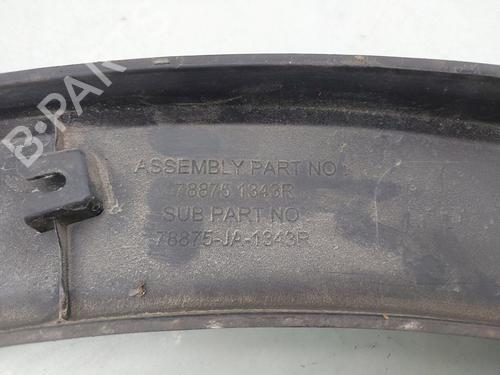 B-PARTS
ASSEMBLY PART NO
78875 1343R
SUB PART NO
78875-JA-1343R